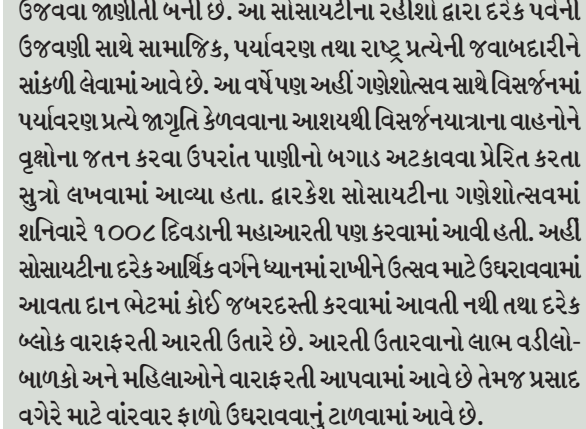 ઉજવવા જાણીતી બની છે. આ સોસાયટીના રહીશો દ્વારા દરેક પર્વની
ઉજવણી સાથે સામાજિક, પર્યાવરણ તથા રાષ્ટ્ર પ્રત્યેની જવાબદારીને
સાંકળી લેવામાં આવે છે. આ વર્ષે પણ અહીં ગણેશોત્સવ સાથે વિસર્જનમાં
પર્યાવરણ પ્રત્યે જાગૃતિ કેળવવાના આશયથી વિસર્જનયાત્રાના વાહનોને
વૃક્ષોના જતન કરવા ઉપરાંત પાણીનો બગાડ અટકાવવા પ્રેરિત કરતા
સુત્રો લખવામાં આવ્યા હતા. દ્વારકેશ સોસાયટીના ગણેશોત્સવમાં
શનિવારે ૧૦૦૮ દિવડાની મહાઆરતી પણ કરવામાં આવી હતી. અહીં
સોસાયટીના દરેક આર્થિક વર્ગને ધ્યાનમાં રાખીને ઉત્સવ માટે ઉઘરાવવામાં
આવતા દાન ભેટમાં કોઈ જબરદસ્તી કરવામાં આવતી નથી તથા દરેક
બ્લોક વારાફરતી આરતી ઉતારે છે. આરતી ઉતારવાનો લાભ વડીલો-
બાળકો અને મહિલાઓને વારાફરતી આપવામાં આવે છે તેમજ પ્રસાદ
વગેરે માટે વાંરવાર ફાળો ઉઘરાવવાનું ટાળવામાં આવે છે.